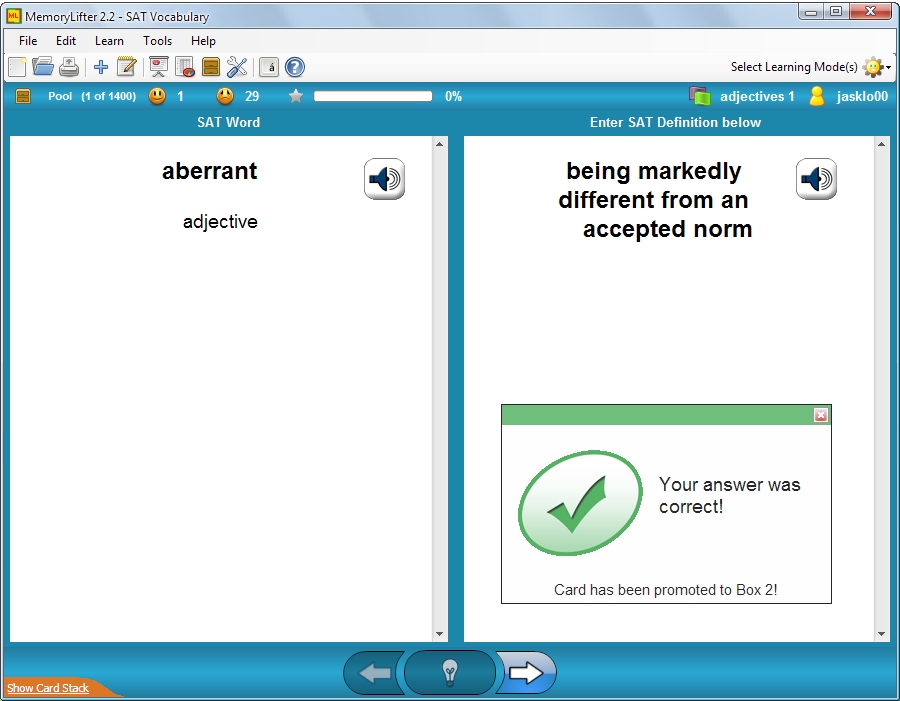 MemoryLifter 2.2 - SAT Vocabulary
File Edit Learn Tools Help
á ? Select Learning Mode(s)
Pool (1 of 1400) 1 29 0% adjectives 1 jasklo00
SAT Word
Enter SAT Definition below
aberrant
adjective
being markedly
different from an
accepted norm
Your answer was
correct!
Card has been promoted to Box 2!
Show Card Stack